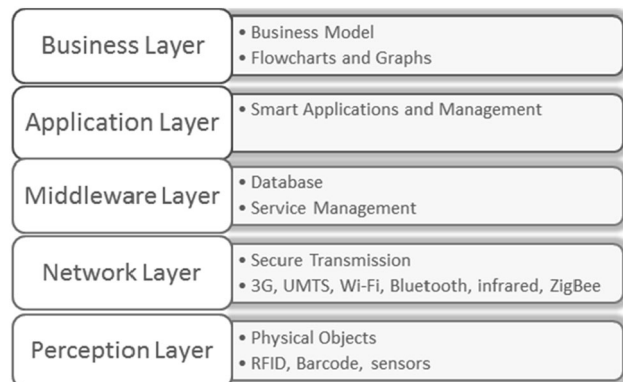 Business Layer
• Business Model
• Flowcharts and Graphs
Application Layer
• Smart Applications and Management
Middleware Layer
• Database
• Service Management
Network Layer
• Secure Transmission
• 3G, UMTS, Wi-Fi, Bluetooth, infrared, ZigBee
Perception Layer
• Physical Objects
• RFID, Barcode, sensors